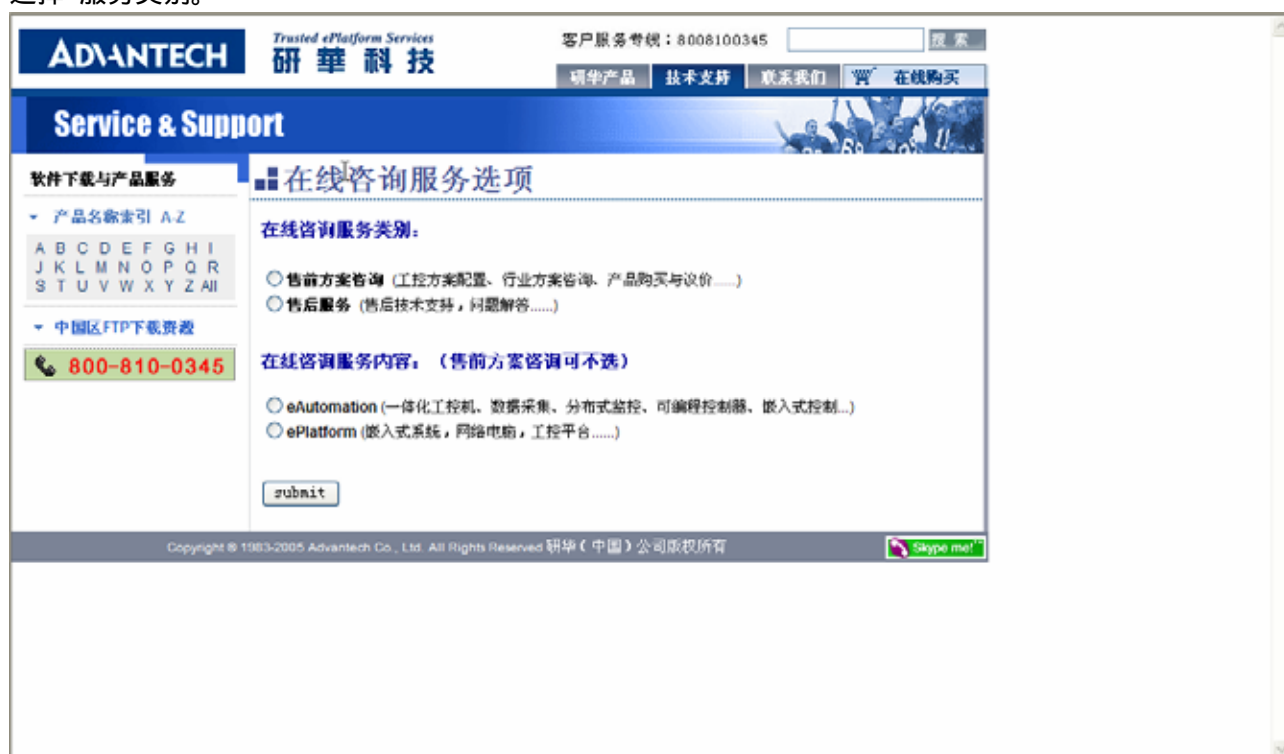 选择 服务类别。
ADVANTECH
Trusted ePlatform Services
研華科技
客户服务专线：8008100345
搜 索
研华产品
技术支持
联系我们
在线购买
Service & Support
软件下载与产品服务
产品名称索引 A-Z
A B C D E F G H I
J K L M N O P Q R
S T U V W X Y Z All
中国区FTP下载资源
800-810-0345
在线咨询服务选项
在线咨询服务类别：
售前方案咨询 (工控方案配置、行业方案咨询、产品购买与议价......)
售后服务 (售后技术支持，问题解答......)
在线咨询服务内容：（售前方案咨询可不选）
eAutomation (一体化工控机、数据采集、分布式监控、可编程控制器、嵌入式控制...)
ePlatform (嵌入式系统，网络电脑，工控平台......)
submit
Copyright © 1983-2005 Advantech Co., Ltd. All Rights Reserved 研华(中国)公司版权所有
Skype me!™